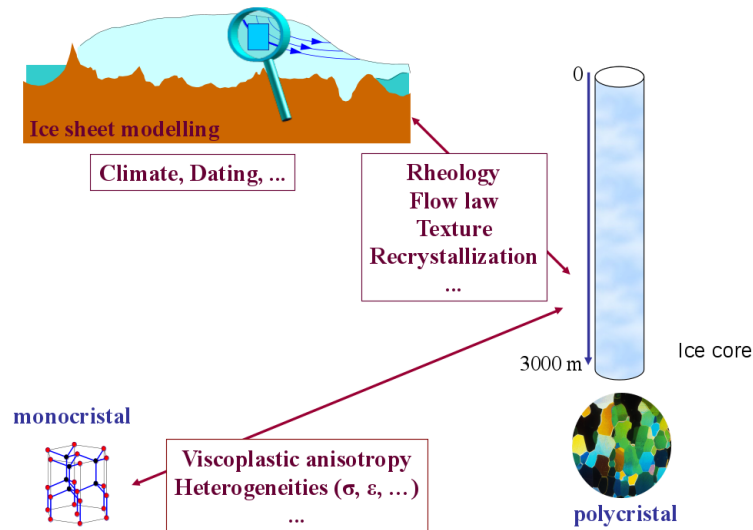 Ice sheet modelling
Climate, Dating, ...
Rheology
Flow law
Texture
Recrystallization
...
0
3000 m
Ice core
monocristal
Viscoplastic anisotropy
Heterogeneities (σ, ε, …)
...
polycristal